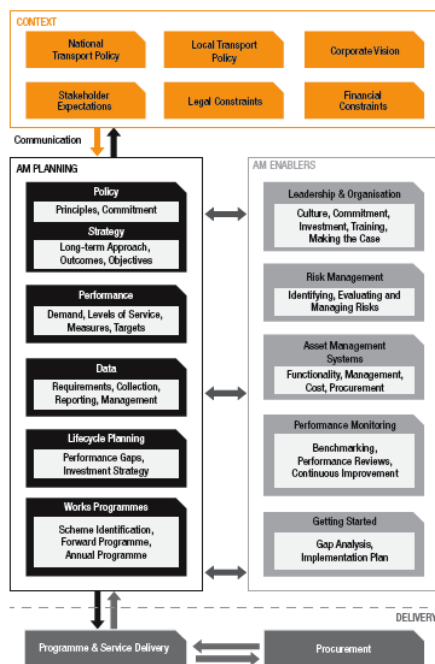 CONTEXT
National
Transport Policy
Local Transport
Policy
Corporate Vision
Stakeholder
Expectations
Legal Constraints
Financial
Constraints
Communication
AM PLANNING
Policy
Principles, Commitment
Strategy
Long-term Approach,
Outcomes, Objectives
Performance
Demand, Levels of Service,
Measures, Targets
Data
Requirements, Collection,
Reporting, Management
Lifecycle Planning
Performance Gaps,
Investment Strategy
Works Programmes
Scheme Identification,
Forward Programme,
Annual Programme
AM ENABLERS
Leadership & Organisation
Culture, Commitment,
Investment, Training,
Making the Case
Risk Management
Identifying, Evaluating and
Managing Risks
Asset Management
Systems
Functionality, Management,
Cost, Procurement
Performance Monitoring
Benchmarking,
Performance Reviews,
Continuous Improvement
Getting Started
Gap Analysis,
Implementation Plan
DELIVERY
Programme & Service Delivery
Procurement